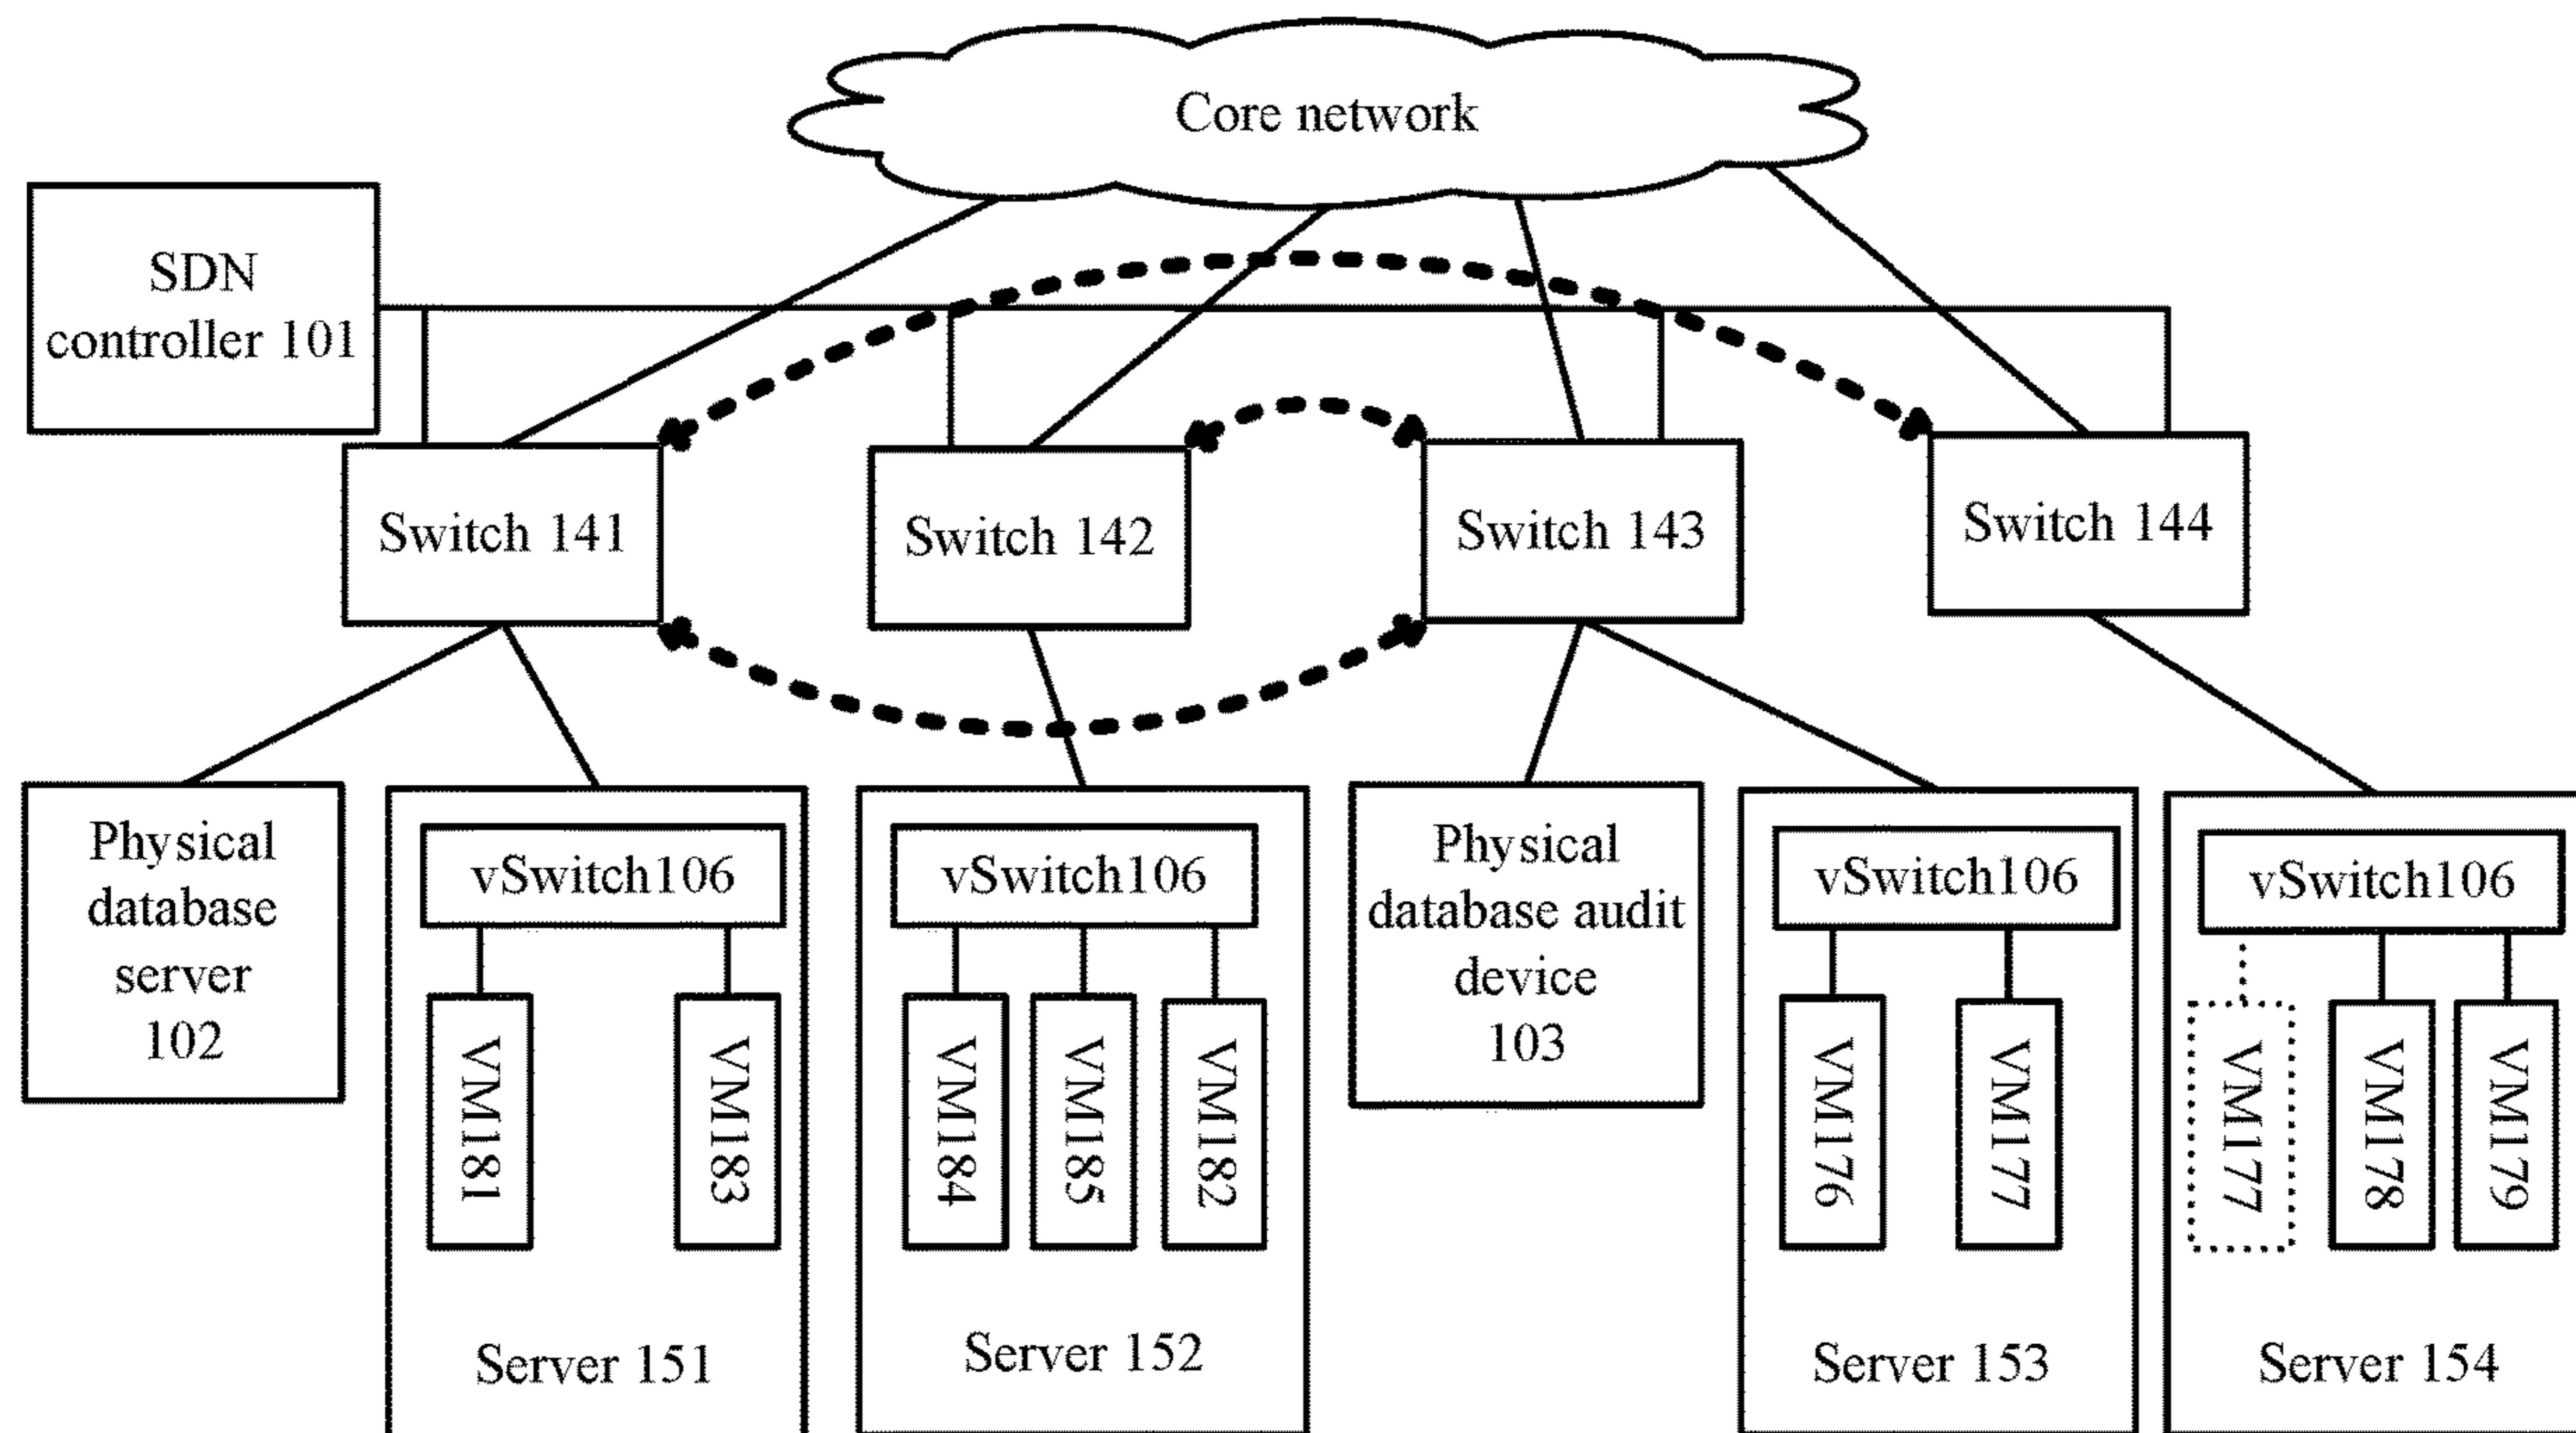 Core network
SDN
controller 101
Switch 141
Switch 142
Switch 143
Switch 144
Physical
database
server
102
vSwitch106
VM181
VM183
Server 151
vSwitch106
VM184
VM185
VM182
Server 152
Physical
database audit
device
103
vSwitch106
VM176
VM177
Server 153
vSwitch106
VM177
VM178
VM179
Server 154